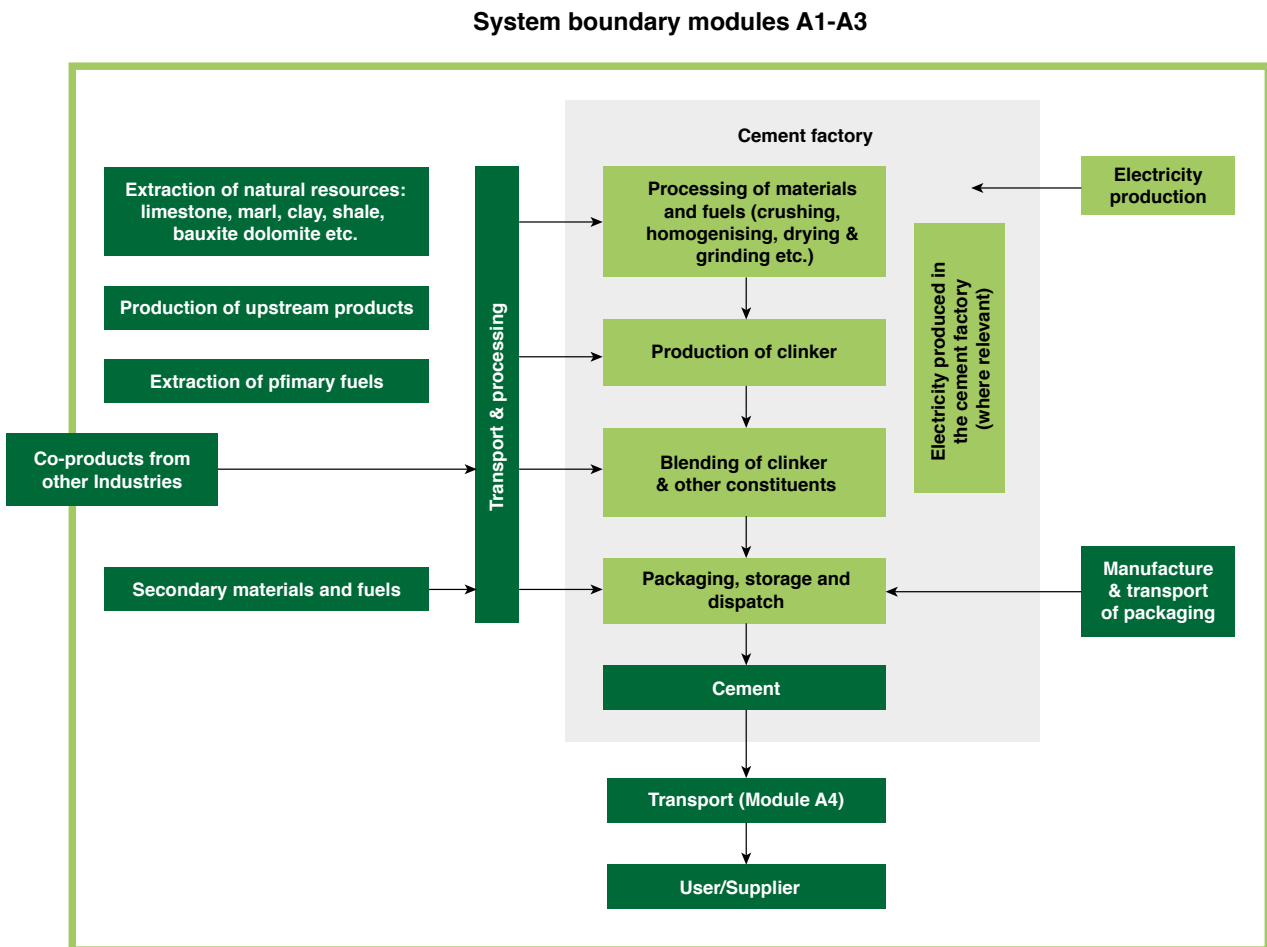 System boundary modules A1-A3
Cement factory
Extraction of natural resources:
limestone, marl, clay, shale,
bauxite dolomite etc.
Production of upstream products
Extraction of pfimary fuels
Co-products from
other Industries
Secondary materials and fuels
Transport & processing
Processing of materials
and fuels (crushing,
homogenising, drying &
grinding etc.)
Production of clinker
Blending of clinker
& other constituents
Packaging, storage and
dispatch
Cement
Transport (Module A4)
User/Supplier
Electricity produced in
the cement factory
(where relevant)
Electricity
production
Manufacture
& transport
of packaging